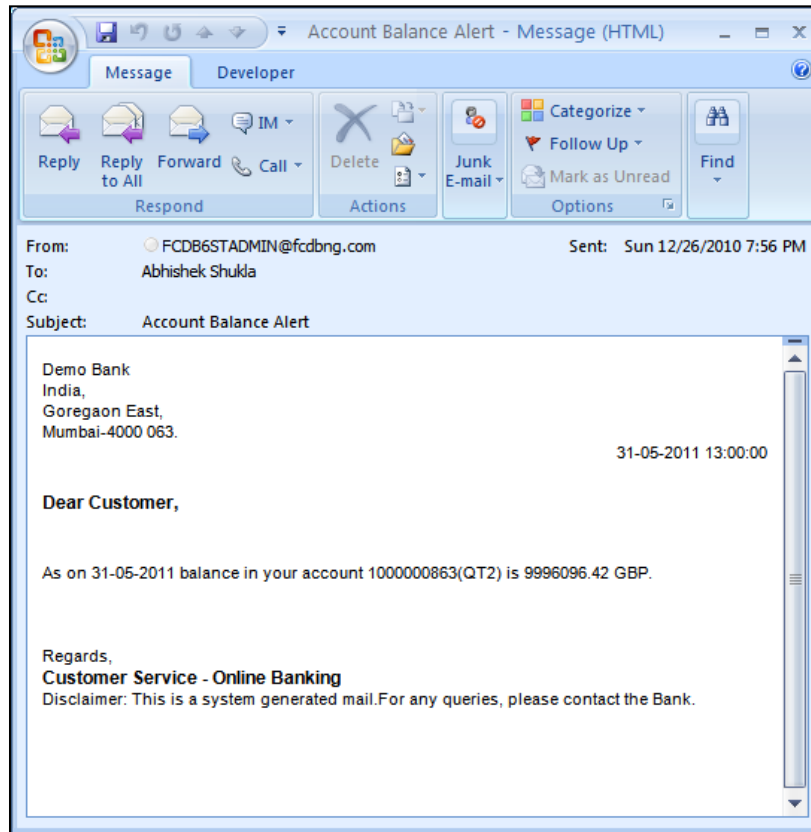 Account Balance Alert - Message (HTML)
Message Developer
Reply
Reply to All
Forward
IM
Call
Respond
Delete
Actions
Junk E-mail
Categorize
Follow Up
Mark as Unread
Options
Find
From: FCDB6STADMIN@fcdbng.com Sent: Sun 12/26/2010 7:56 PM
To: Abhishek Shukla
Cc:
Subject: Account Balance Alert
Demo Bank
India,
Goregaon East,
Mumbai-4000 063.
31-05-2011 13:00:00
Dear Customer,
As on 31-05-2011 balance in your account 1000000863(QT2) is 9996096.42 GBP.
Regards,
Customer Service - Online Banking
Disclaimer: This is a system generated mail.For any queries, please contact the Bank.